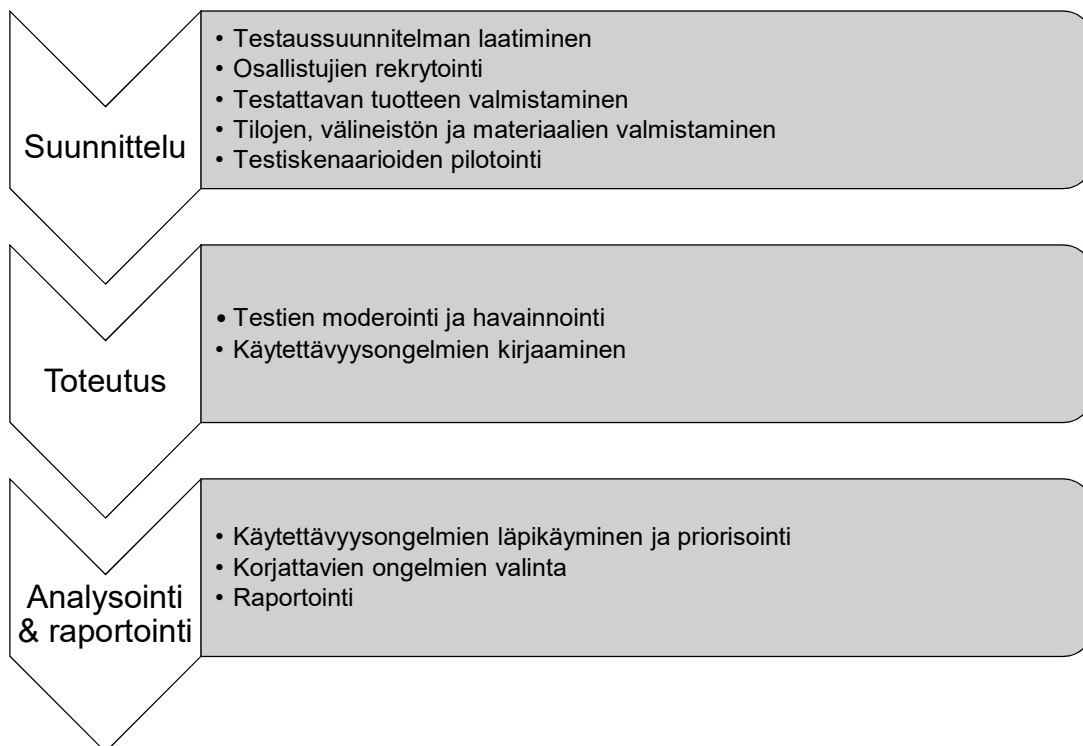 Suunnittelu
• Testaussuunnitelman laatiminen
• Osallistujien rekrytointi
• Testattavan tuotteen valmistaminen
• Tilojen, välineistön ja materiaalien valmistaminen
• Testiskenaarioiden pilotointi
Toteutus
• Testien moderointi ja havainnointi
• Käytettävyysongelmien kirjaaminen
Analysointi
& raportointi
• Käytettävyysongelmien läpikäyminen ja priorisointi
• Korjattavien ongelmien valinta
• Raportointi